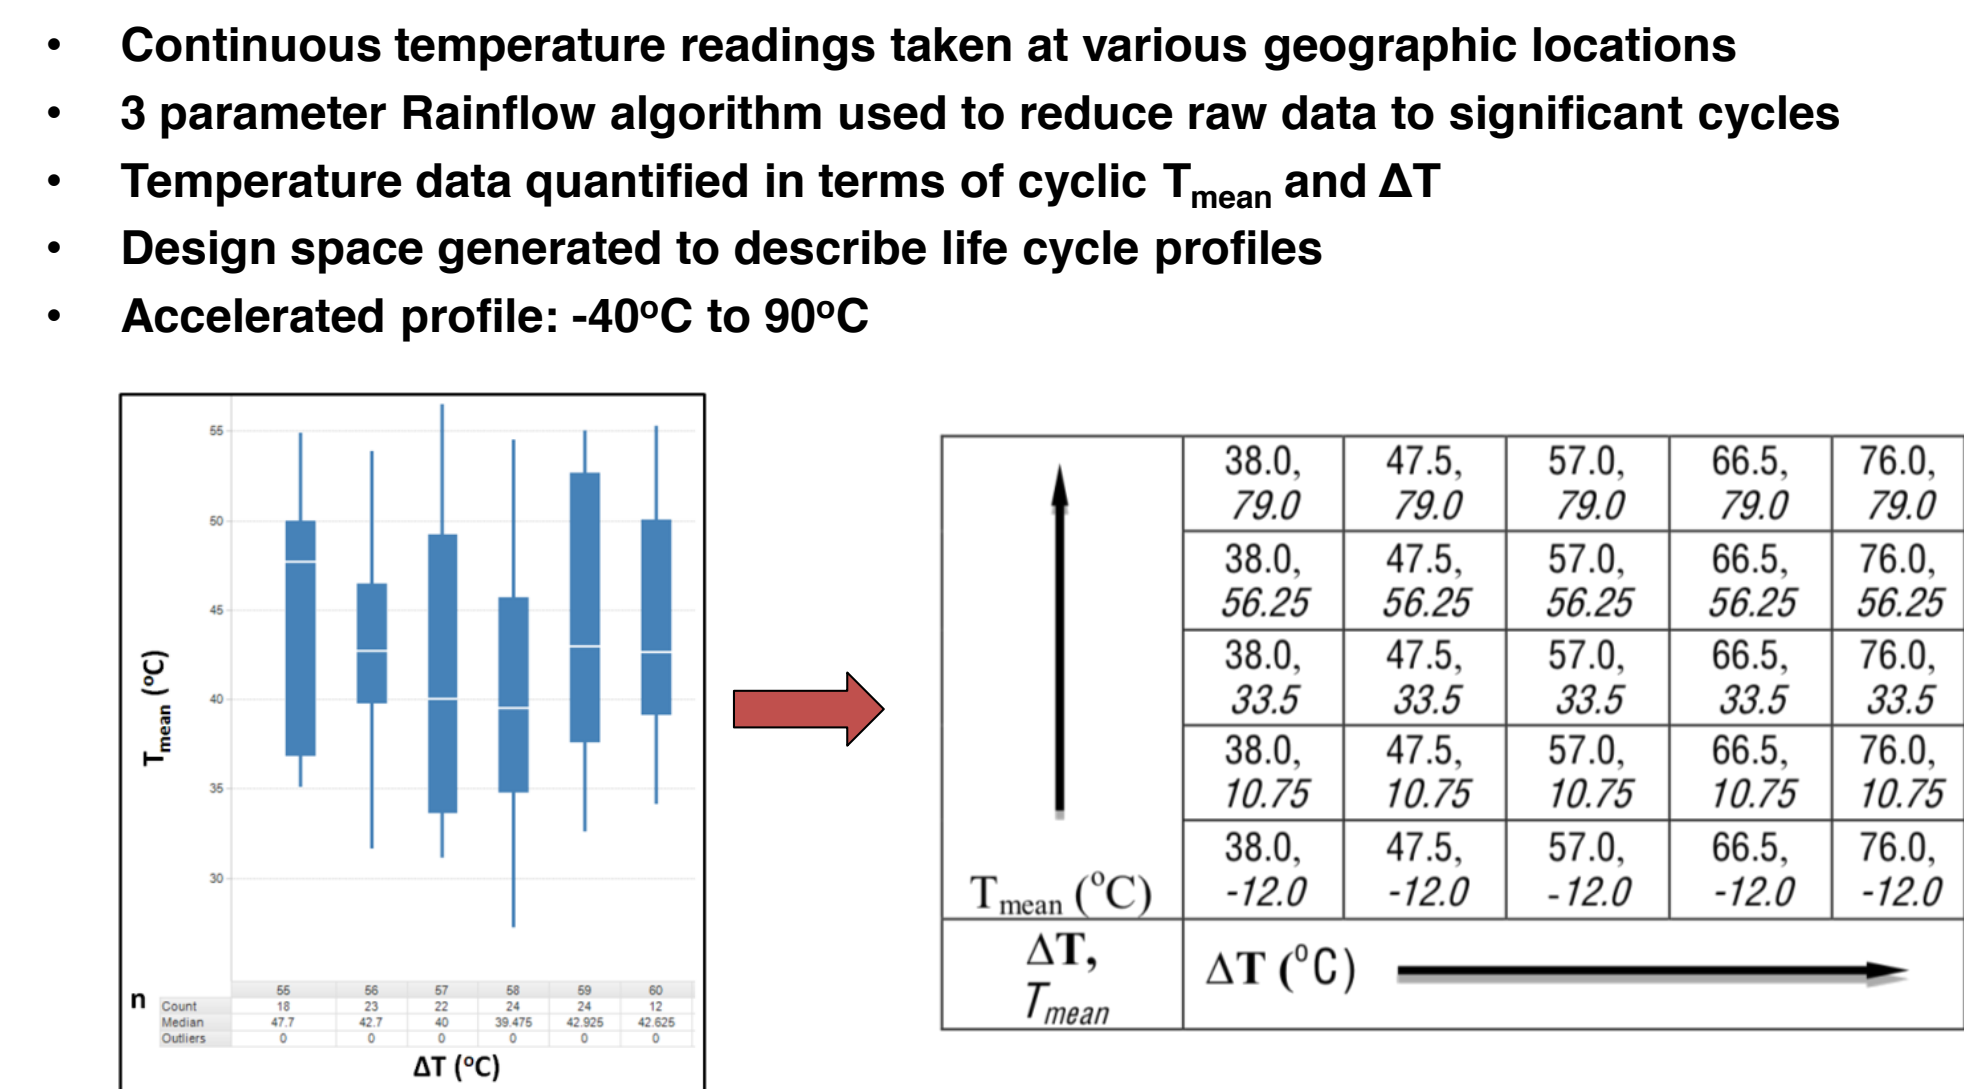 • Continuous temperature readings taken at various geographic locations
• 3 parameter Rainflow algorithm used to reduce raw data to significant cycles
• Temperature data quantified in terms of cyclic Tmean and ΔT
• Design space generated to describe life cycle profiles
• Accelerated profile: -40ºC to 90ºC
Tmean (ºC)
55
50
45
40
35
30
n
55 56 57 58 59 60
Count 18 23 22 24 24 12
Median 47.7 42.7 40 39.475 42.925 42.625
Outliers 0 0 0 0 0 0
ΔT (ºC)
38.0, 47.5, 57.0, 66.5, 76.0,
79.0 79.0 79.0 79.0 79.0
38.0, 47.5, 57.0, 66.5, 76.0,
56.25 56.25 56.25 56.25 56.25
38.0, 47.5, 57.0, 66.5, 76.0,
33.5 33.5 33.5 33.5 33.5
38.0, 47.5, 57.0, 66.5, 76.0,
10.75 10.75 10.75 10.75 10.75
38.0, 47.5, 57.0, 66.5, 76.0,
Tmean (ºC) -12.0 -12.0 -12.0 -12.0 -12.0
ΔT,
Tmean
ΔT (ºC)